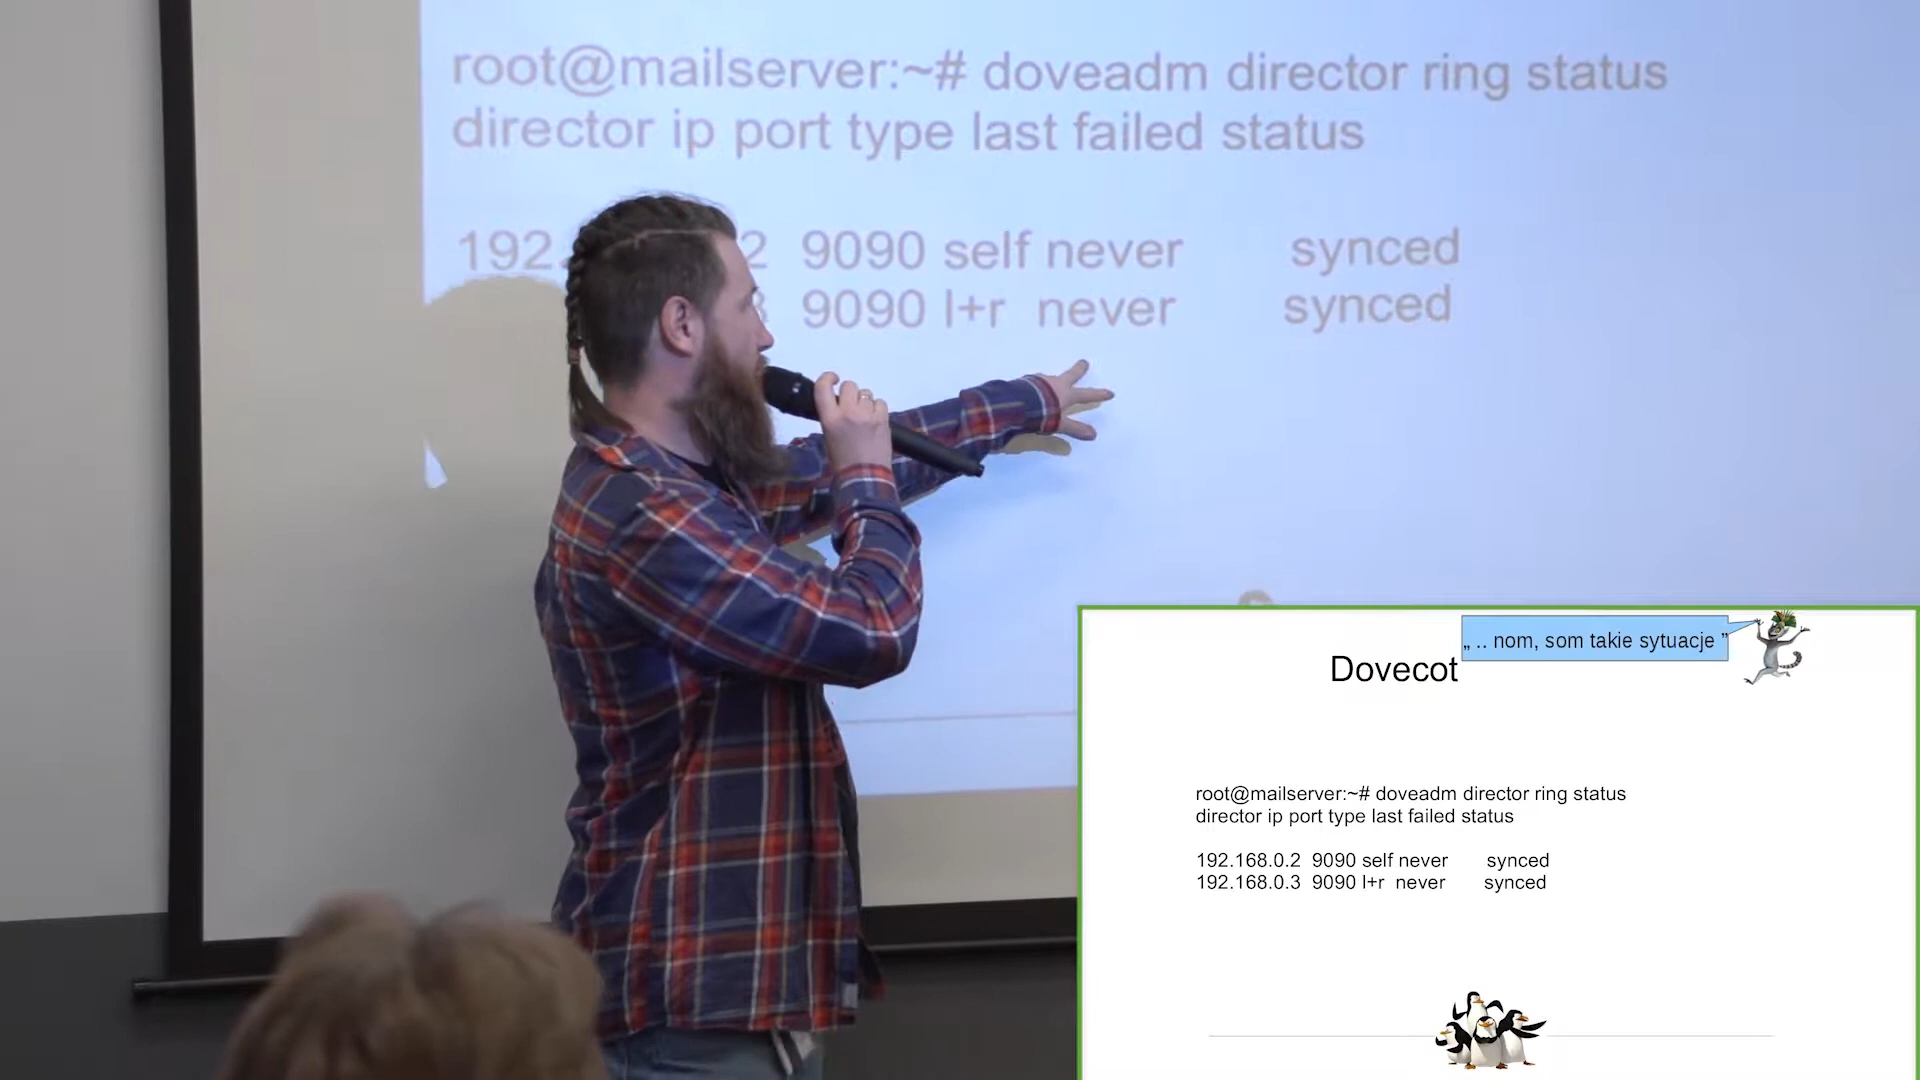 root@mailserver:~# doveadm director ring status
director ip port type last failed status
192. 2 9090 self never synced
9090 l+r never synced
„ .. nom, som takie sytuacje ”
Dovecot
root@mailserver:~# doveadm director ring status
director ip port type last failed status
192.168.0.2 9090 self never synced
192.168.0.3 9090 l+r never synced